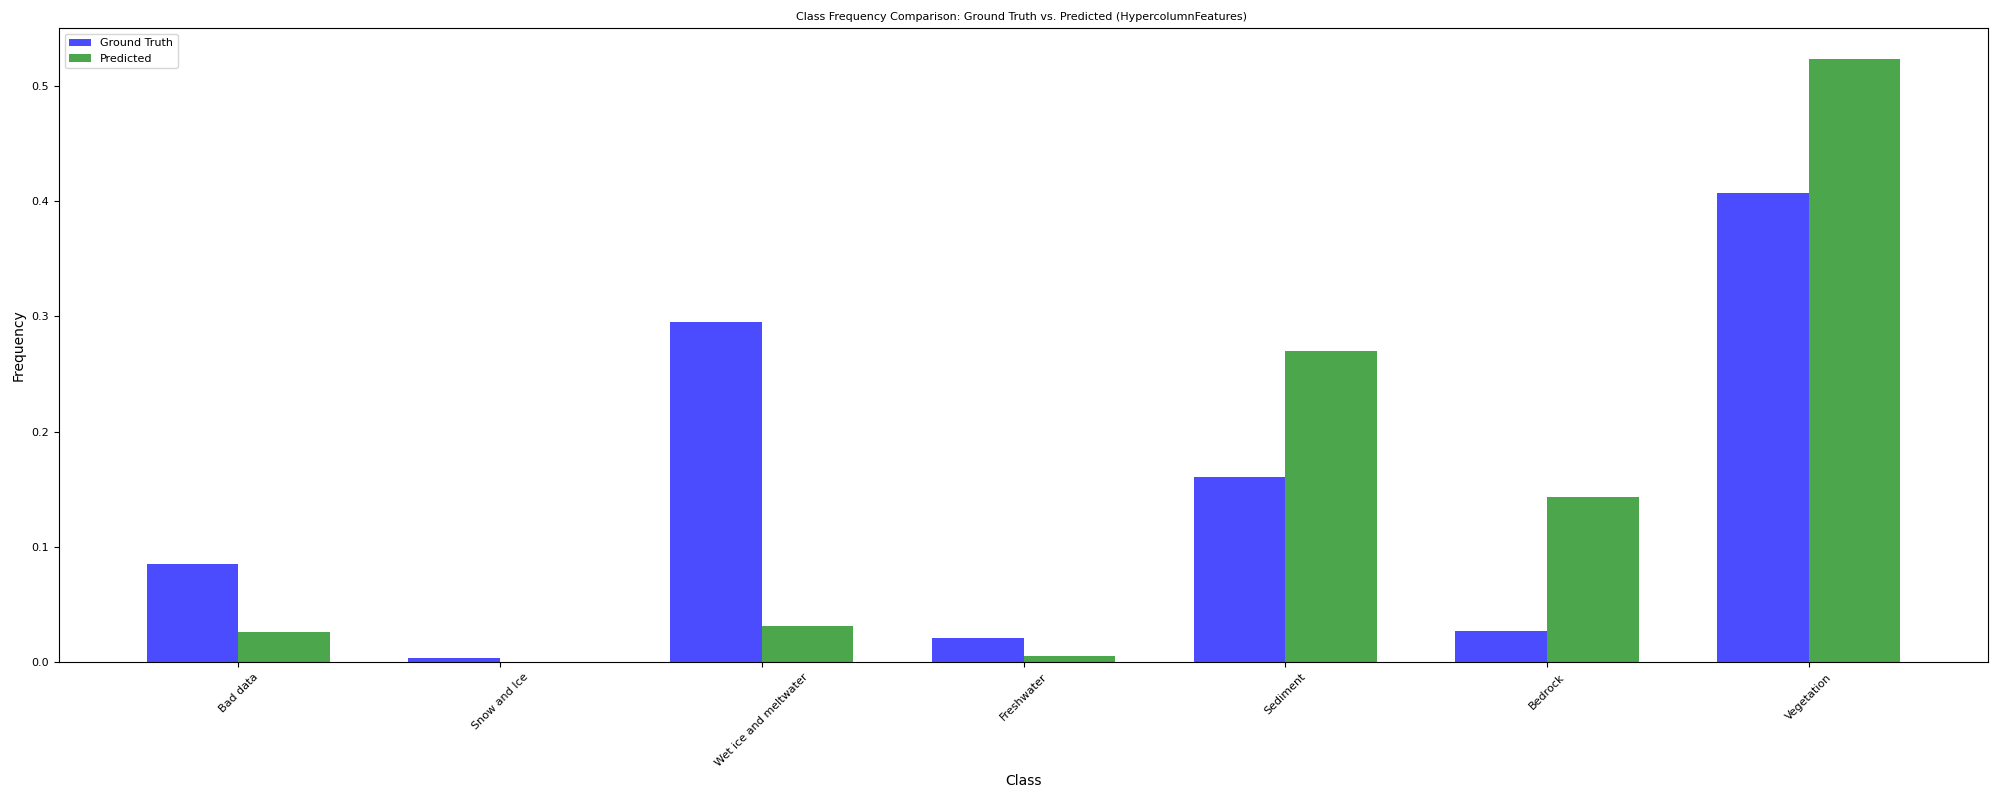 Class Frequency Comparison: Ground Truth vs. Predicted (HypercolumnFeatures)
Ground Truth
Predicted
Frequency
0.5
0.4
0.3
0.2
0.1
0.0
Bad data
Snow and Ice
Wet ice and meltwater
Freshwater
Sediment
Bedrock
Vegetation
Class